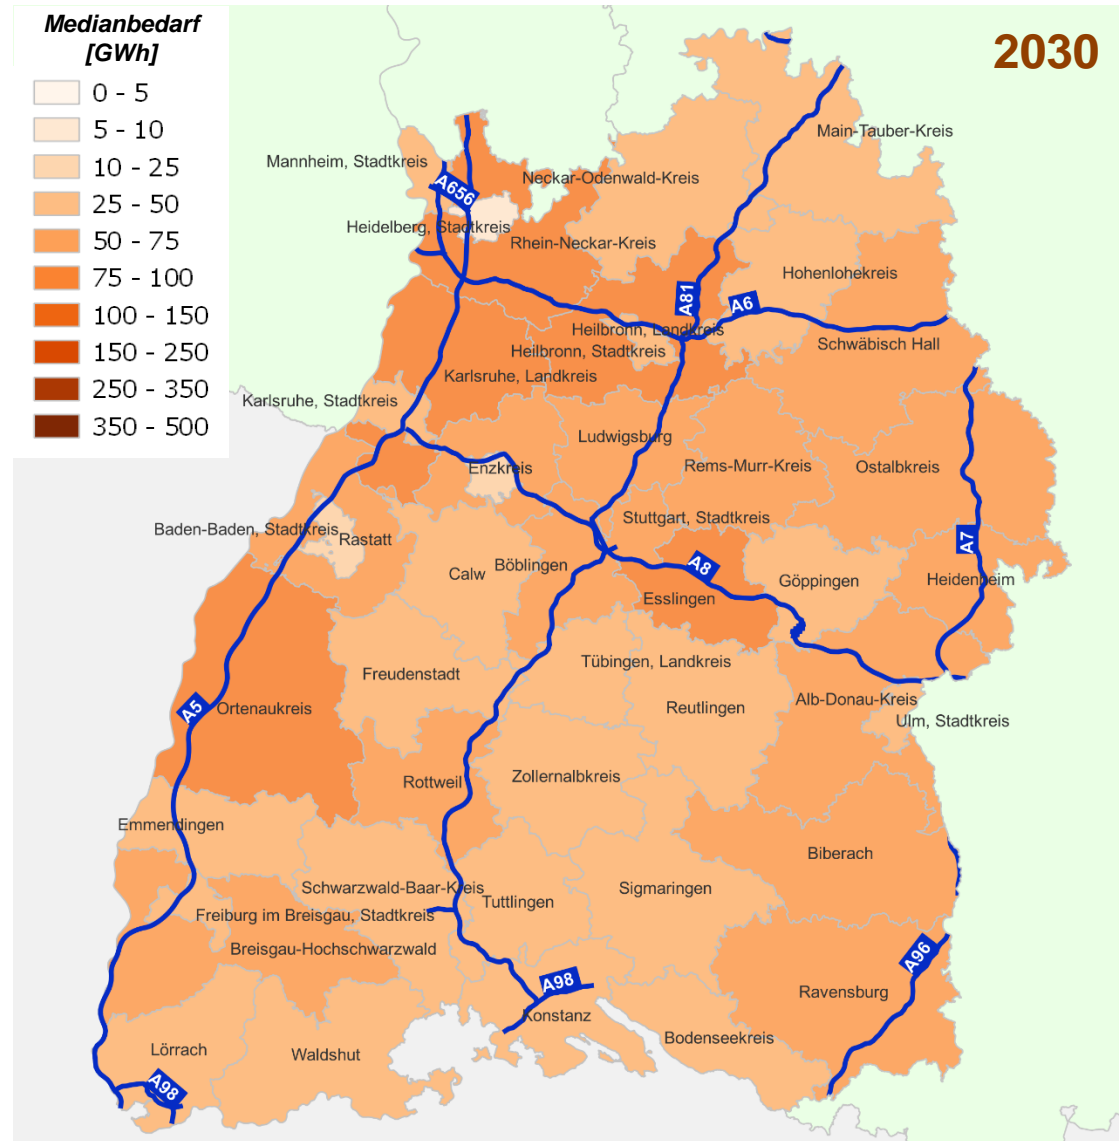 Medianbedarf
[GWh]
0 - 5
5 - 10
10 - 25
25 - 50
50 - 75
75 - 100
100 - 150
150 - 250
250 - 350
350 - 500
2030
Main-Tauber-Kreis
Mannheim, Stadtkreis
Neckar-Odenwald-Kreis
A656
Heidelberg, Stadtkreis
Rhein-Neckar-Kreis
Hohenlohekreis
A81
A6
Heilbronn, Landkreis
Schwäbisch Hall
Heilbronn, Stadtkreis
Karlsruhe, Landkreis
Karlsruhe, Stadtkreis
Ludwigsburg
Enzkreis
Rems-Murr-Kreis
Ostalbkreis
Stuttgart, Stadtkreis
Baden-Baden, Stadtkreis
Rastatt
A7
Calw
Böblingen
A8
Göppingen
Heidenheim
Esslingen
Freudenstadt
Tübingen, Landkreis
Reutlingen
Alb-Donau-Kreis
Ulm, Stadtkreis
A5
Ortenaukreis
Rottweil
Zollernalbkreis
Emmendingen
Biberach
Schwarzwald-Baar-Kreis
Tuttlingen
Sigmaringen
Freiburg im Breisgau, Stadtkreis
Breisgau-Hochschwarzwald
A96
A98
Ravensburg
Konstanz
Bodenseekreis
Lörrach
Waldshut
A98